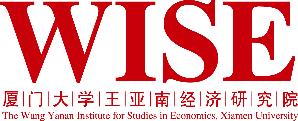 WISE
厦|门|大|学|王|亚|南|经|济|研|究|院
The Wang Yanan Institute for Studies in Economics, Xiamen University